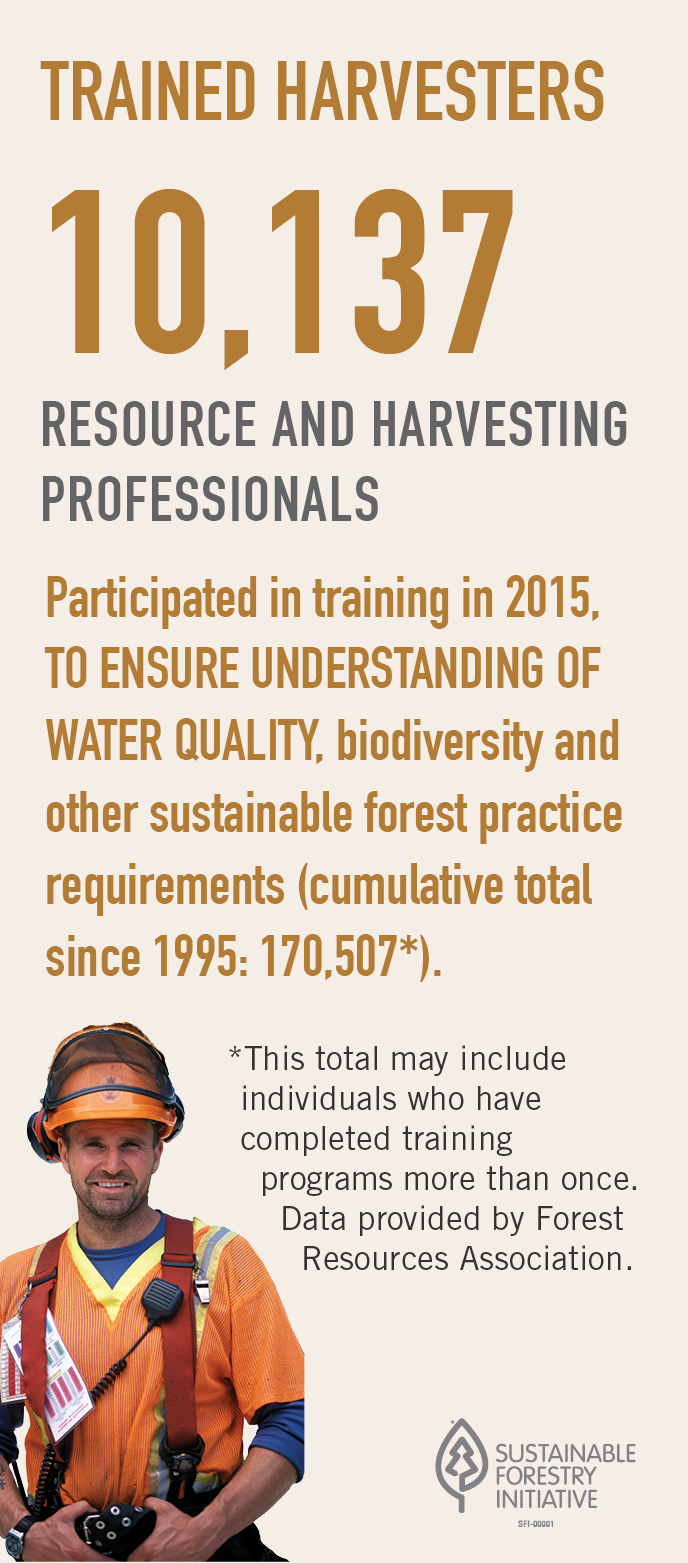 TRAINED HARVESTERS
10,137
RESOURCE AND HARVESTING
PROFESSIONALS
Participated in training in 2015,
TO ENSURE UNDERSTANDING OF
WATER QUALITY, biodiversity and
other sustainable forest practice
requirements (cumulative total
since 1995: 170,507*).
*This total may include
individuals who have
completed training
programs more than once.
Data provided by Forest
Resources Association.
SUSTAINABLE
FORESTRY
INITIATIVE
SFI-00001